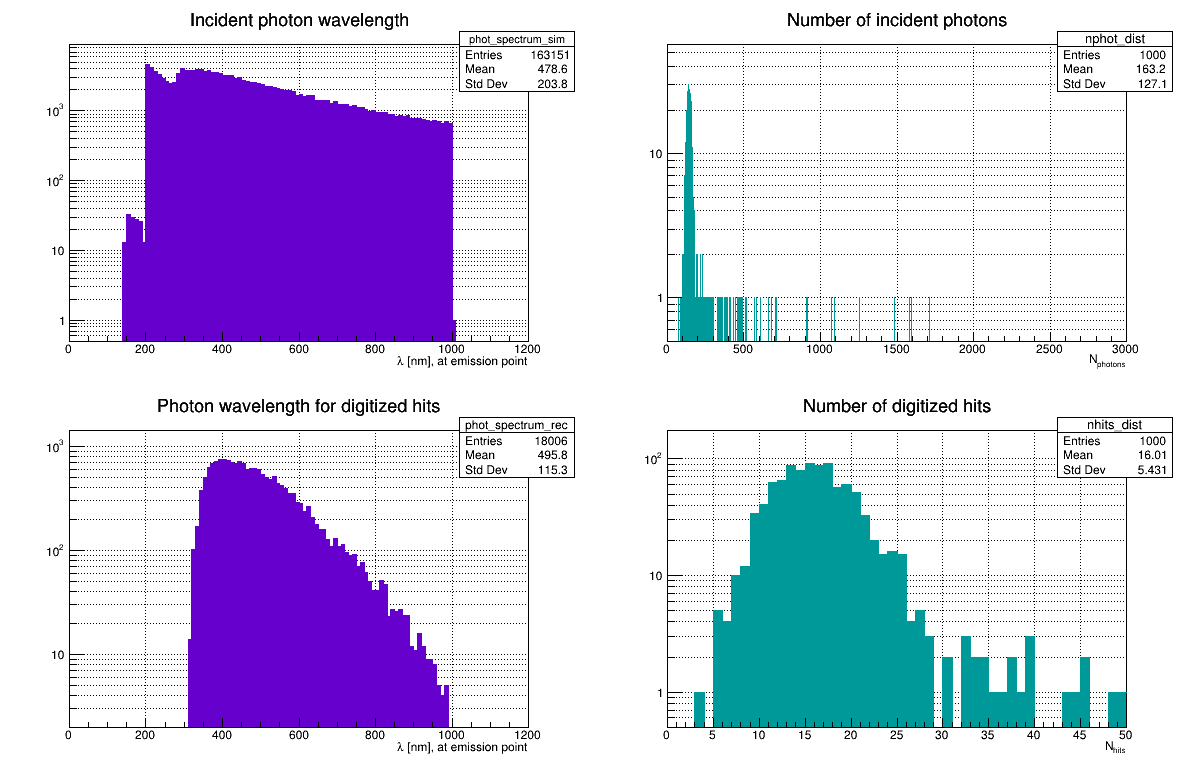 Incident photon wavelength
phot_spectrum_sim
Entries 163151
Mean 478.6
Std Dev 203.8
10³
10²
10
1
0 200 400 600 800 1000 1200
λ [nm], at emission point
Number of incident photons
nphot_dist
Entries 1000
Mean 163.2
Std Dev 127.1
10
1
0 500 1000 1500 2000 2500 3000
N_photons
Photon wavelength for digitized hits
phot_spectrum_rec
Entries 18006
Mean 495.8
Std Dev 115.3
10³
10²
10
0 200 400 600 800 1000 1200
λ [nm], at emission point
Number of digitized hits
nhits_dist
Entries 1000
Mean 16.01
Std Dev 5.431
10²
10
1
0 5 10 15 20 25 30 35 40 45 50
N_hits